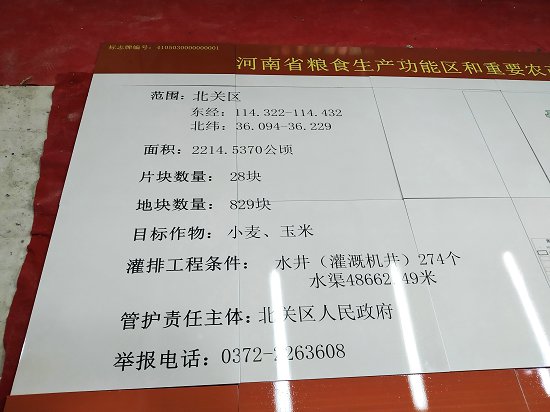 标志牌编号：410503000000001
河南省粮食生产功能区和重要农
范围：北关区
东经：114.322-114.432
北纬：36.094-36.229
面积：2214.5370公顷
片块数量：28块
地块数量：829块
目标作物：小麦、玉米
灌排工程条件：水井（灌溉机井）274个
水渠48662.49米
管护责任主体：北关区人民政府
举报电话：0372-2263608